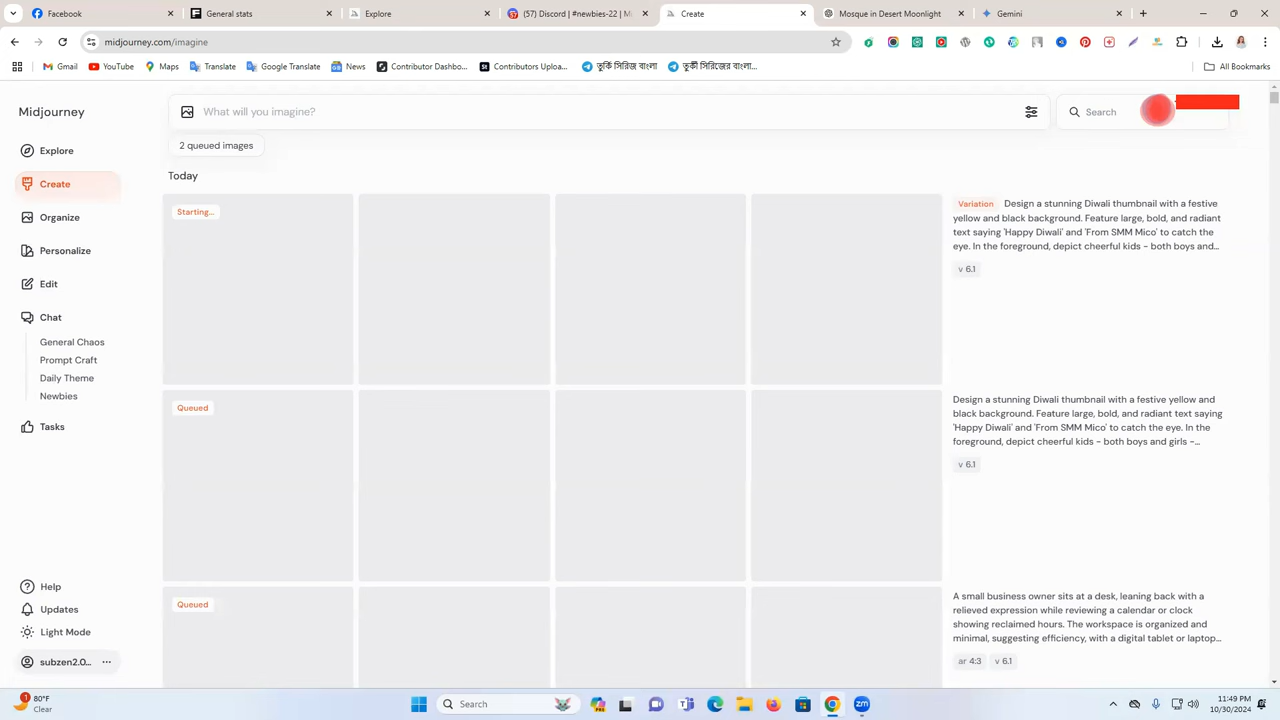 Facebook
General stats
Explore
(57) Discord | #newbies-22 | M
Create
Mosque in Desert Moonlight
Gemini
midjourney.com/imagine
Gmail
YouTube
Maps
Translate
Google Translate
News
Contributor Dashbo...
Contributors Uploa...
তুর্কি সিরিজ বাংলা
তুর্কী সিরিজের বাংলা...
All Bookmarks
Midjourney
What will you imagine?
Search
2 queued images
Explore
Create
Organize
Personalize
Edit
Chat
General Chaos
Prompt Craft
Daily Theme
Newbies
Tasks
Help
Updates
Light Mode
subzen2.0...
Today
Starting...
Variation Design a stunning Diwali thumbnail with a festive
yellow and black background. Feature large, bold, and radiant
text saying 'Happy Diwali' and 'From SMM Mico' to catch the
eye. In the foreground, depict cheerful kids - both boys and...
v 6.1
Queued
Design a stunning Diwali thumbnail with a festive yellow and
black background. Feature large, bold, and radiant text saying
'Happy Diwali' and 'From SMM Mico' to catch the eye. In the
foreground, depict cheerful kids - both boys and girls -...
v 6.1
Queued
A small business owner sits at a desk, leaning back with a
relieved expression while reviewing a calendar or clock
showing reclaimed hours. The workspace is organized and
minimal, suggesting efficiency, with a digital tablet or laptop...
ar 4:3 v 6.1
1
80°F
Clear
Search
zm
11:49 PM
10/30/2024